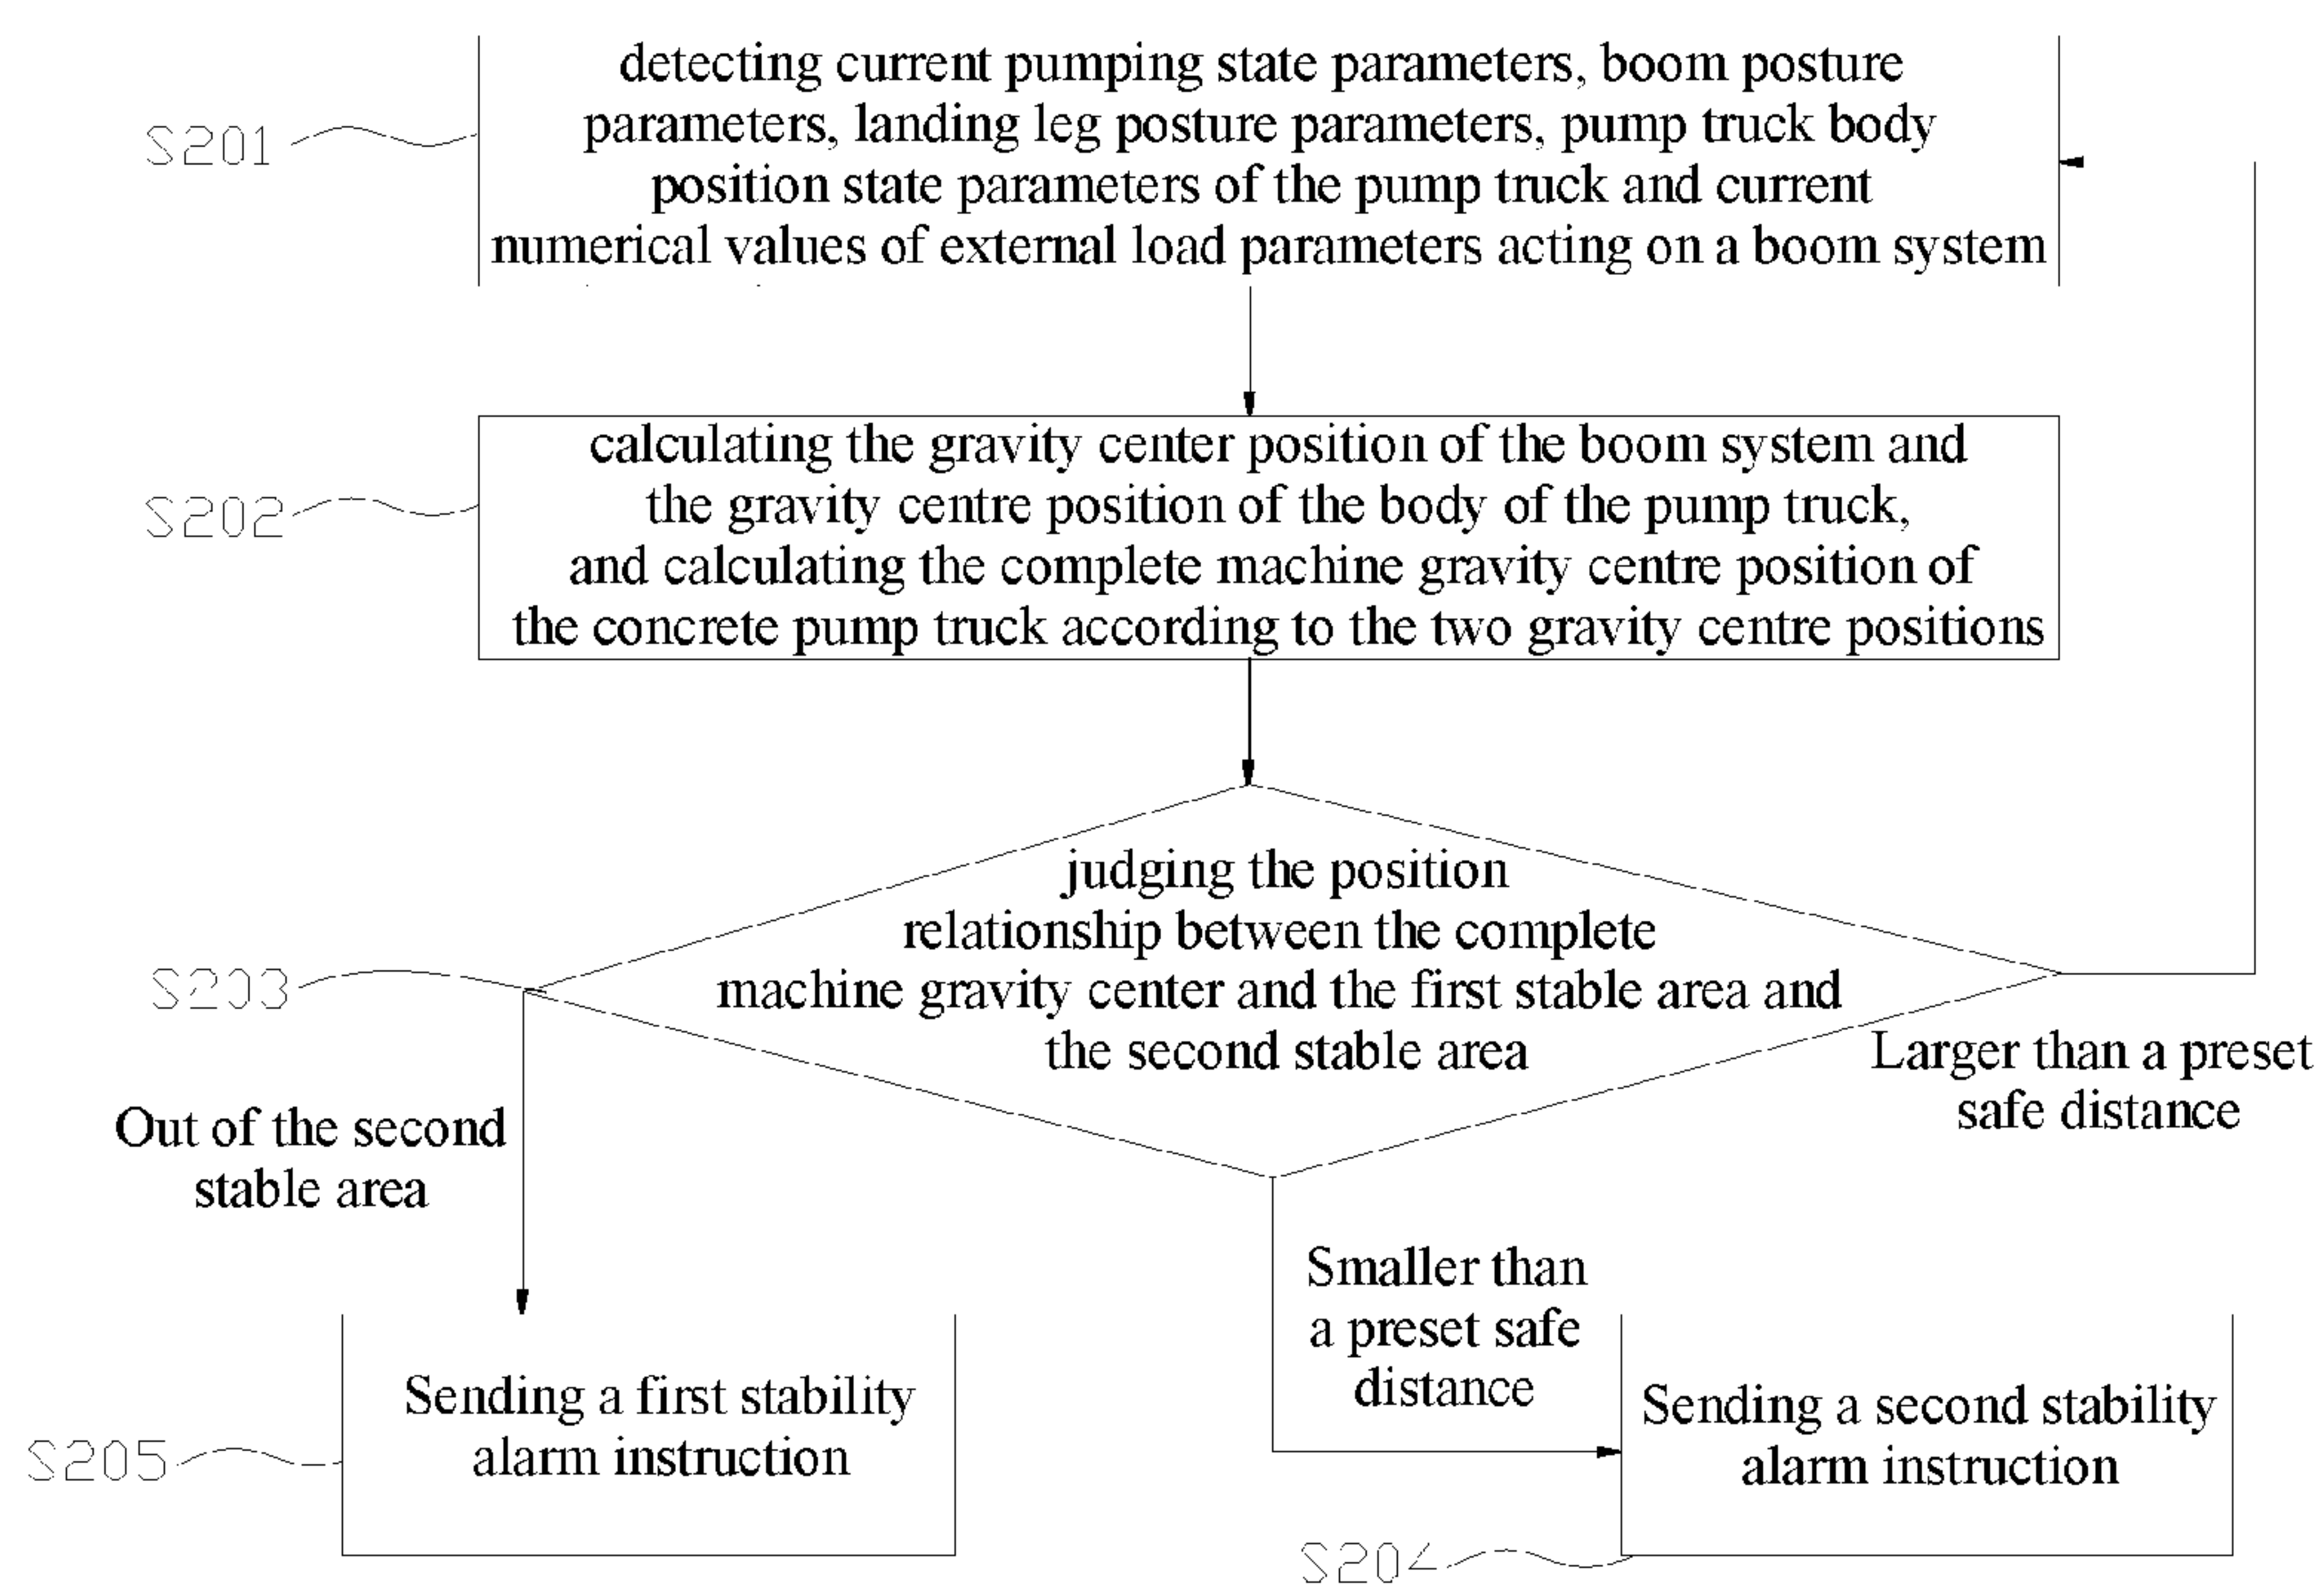 detecting current pumping state parameters, boom posture
parameters, landing leg posture parameters, pump truck body
position state parameters of the pump truck and current
numerical values of external load parameters acting on a boom system
S201
calculating the gravity center position of the boom system and
the gravity centre position of the body of the pump truck,
and calculating the complete machine gravity centre position of
the concrete pump truck according to the two gravity centre positions
S202
judging the position
relationship between the complete
machine gravity center and the first stable area and
the second stable area
S203
Larger than a preset
safe distance
Out of the second
stable area
Smaller than
a preset safe
distance
Sending a first stability
alarm instruction
S205
Sending a second stability
alarm instruction
S204